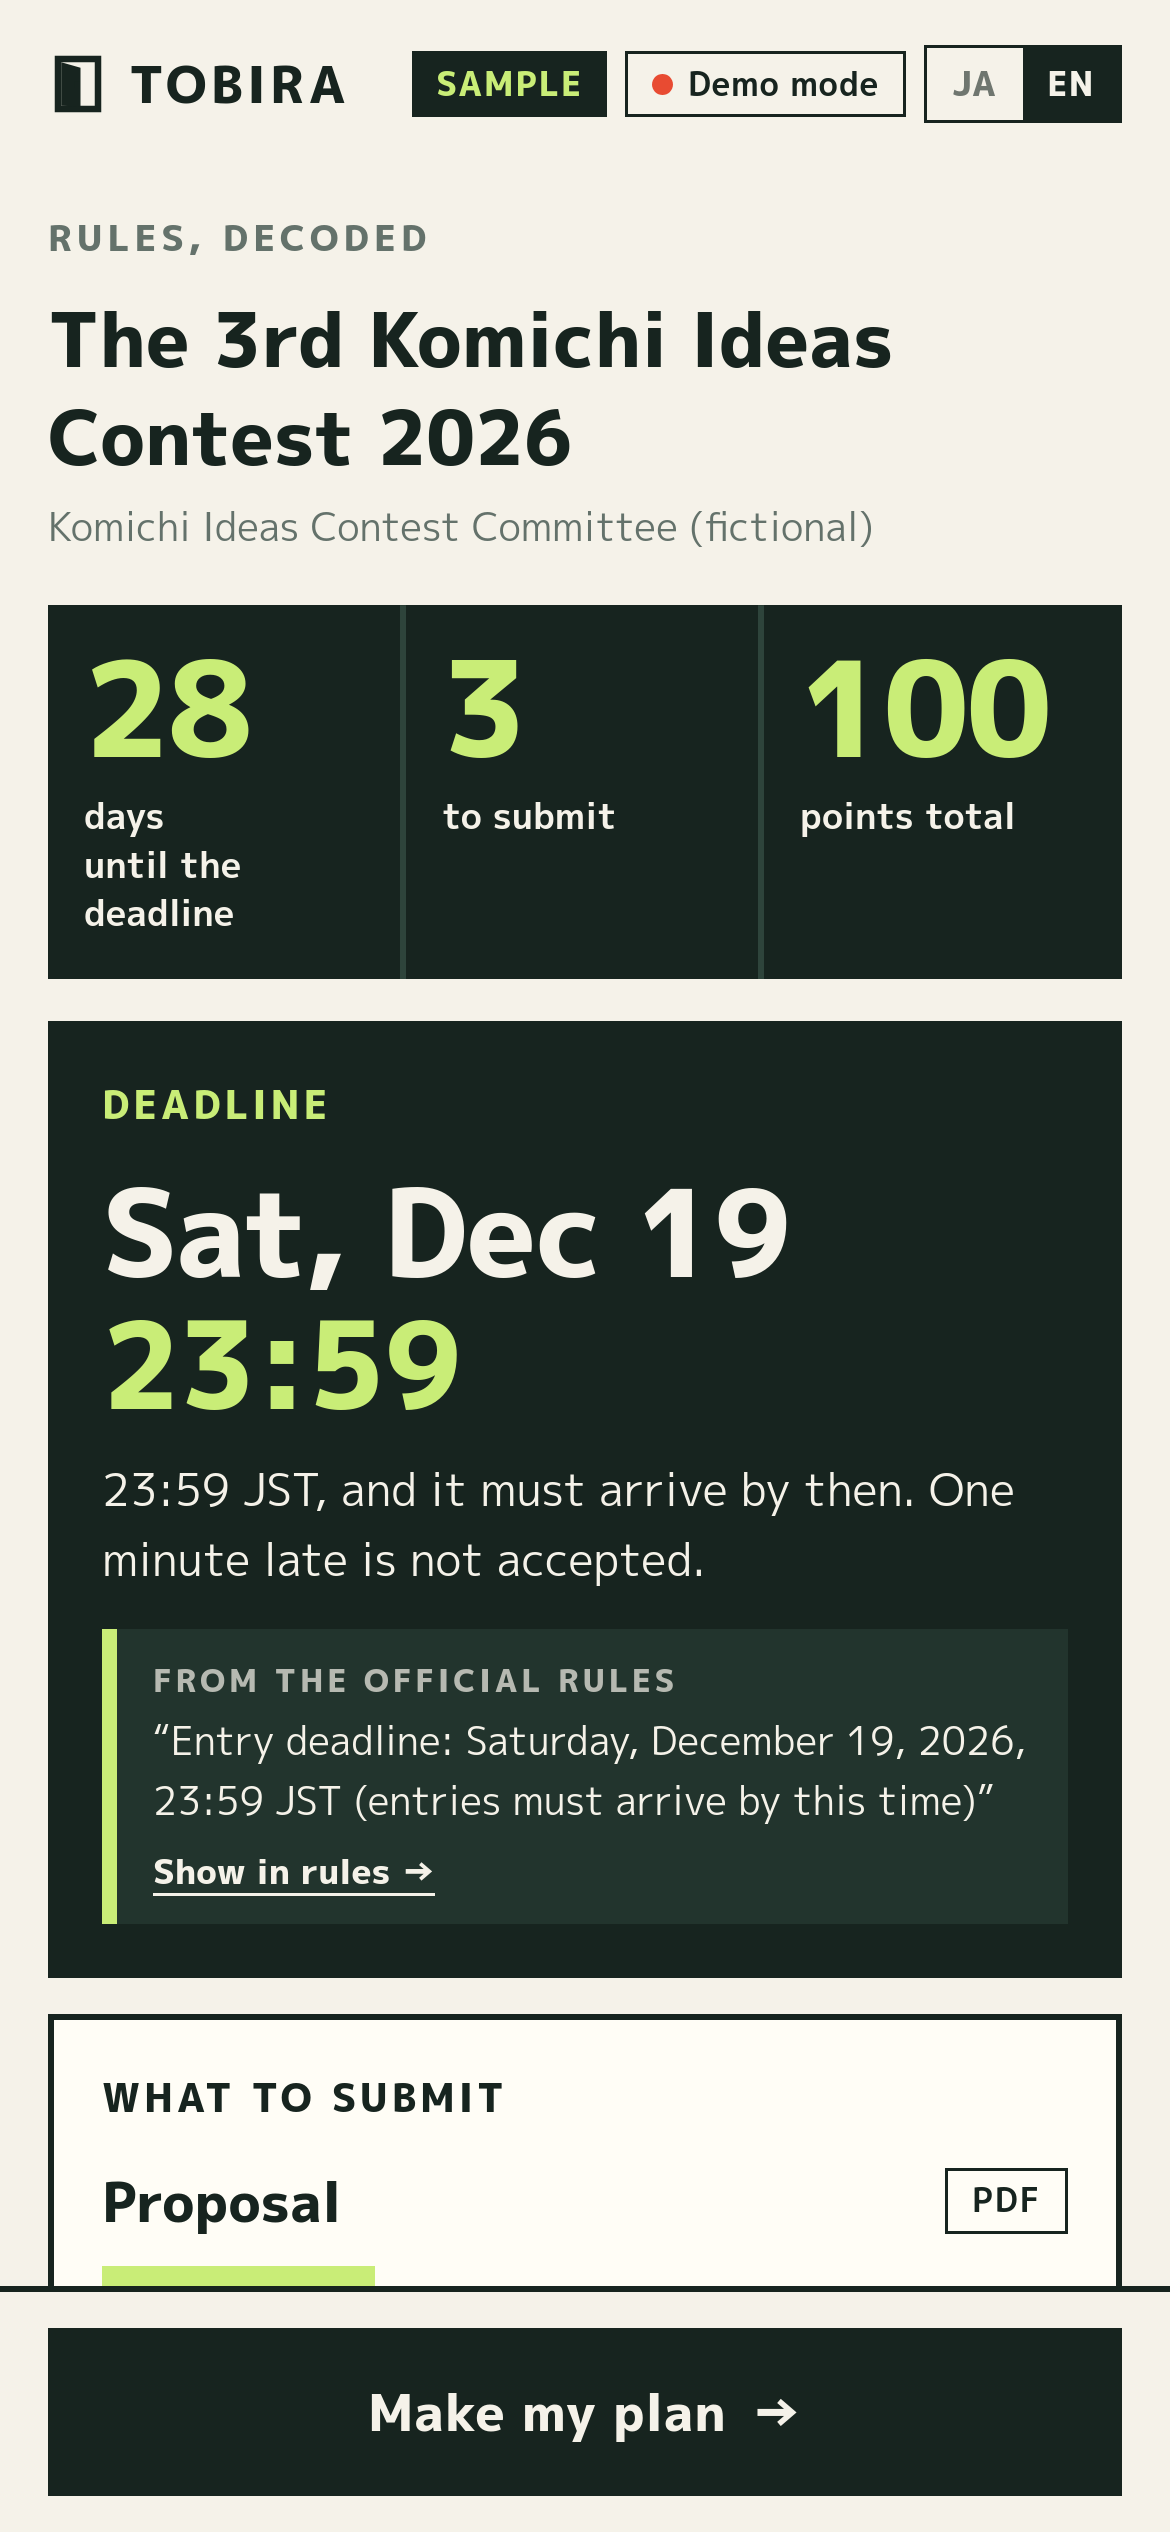 TOBIRA
SAMPLE
Demo mode
JA
EN
RULES, DECODED
The 3rd Komichi Ideas
Contest 2026
Komichi Ideas Contest Committee (fictional)
28
days
until the
deadline
3
to submit
100
points total
DEADLINE
Sat, Dec 19
23:59
23:59 JST, and it must arrive by then. One
minute late is not accepted.
FROM THE OFFICIAL RULES
“Entry deadline: Saturday, December 19, 2026,
23:59 JST (entries must arrive by this time)”
Show in rules →
WHAT TO SUBMIT
Proposal
PDF
Make my plan →